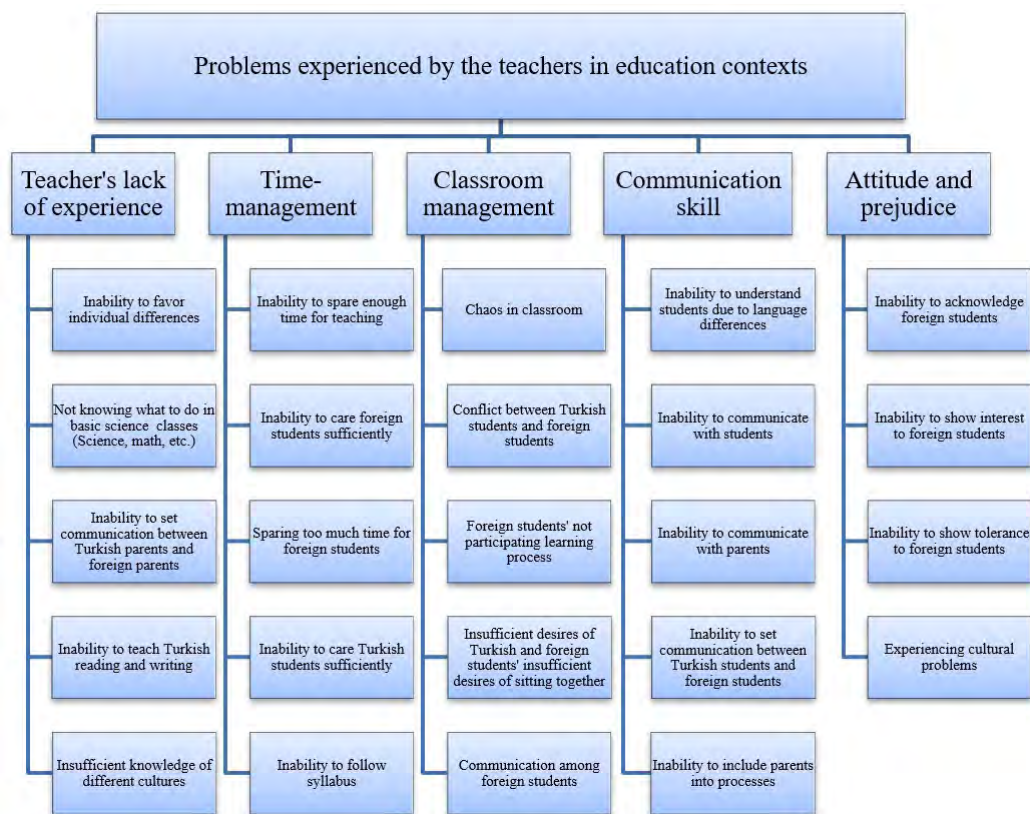 Problems experienced by the teachers in education contexts
Teacher's lack
of experience
Inability to favor
individual differences
Not knowing what to do in
basic science classes
(Science, math, etc.)
Inability to set
communication between
Turkish parents and
foreign parents
Inability to teach Turkish
reading and writing
Insufficient knowledge of
different cultures
Time-
management
Inability to spare enough
time for teaching
Inability to care foreign
students sufficiently
Sparing too much time for
foreign students
Inability to care Turkish
students sufficiently
Inability to follow
syllabus
Classroom
management
Chaos in classroom
Conflict between Turkish
students and foreign
students
Foreign students' not
participating learning
process
Insufficient desires of
Turkish and foreign
students' insufficient
desires of sitting together
Communication among
foreign students
Communication
skill
Inability to understand
students due to language
differences
Inability to communicate
with students
Inability to communicate
with parents
Inability to set
communication between
Turkish students and
foreign students
Inability to include parents
into processes
Attitude and
prejudice
Inability to acknowledge
foreign students
Inability to show interest
to foreign students
Inability to show tolerance
to foreign students
Experiencing cultural
problems